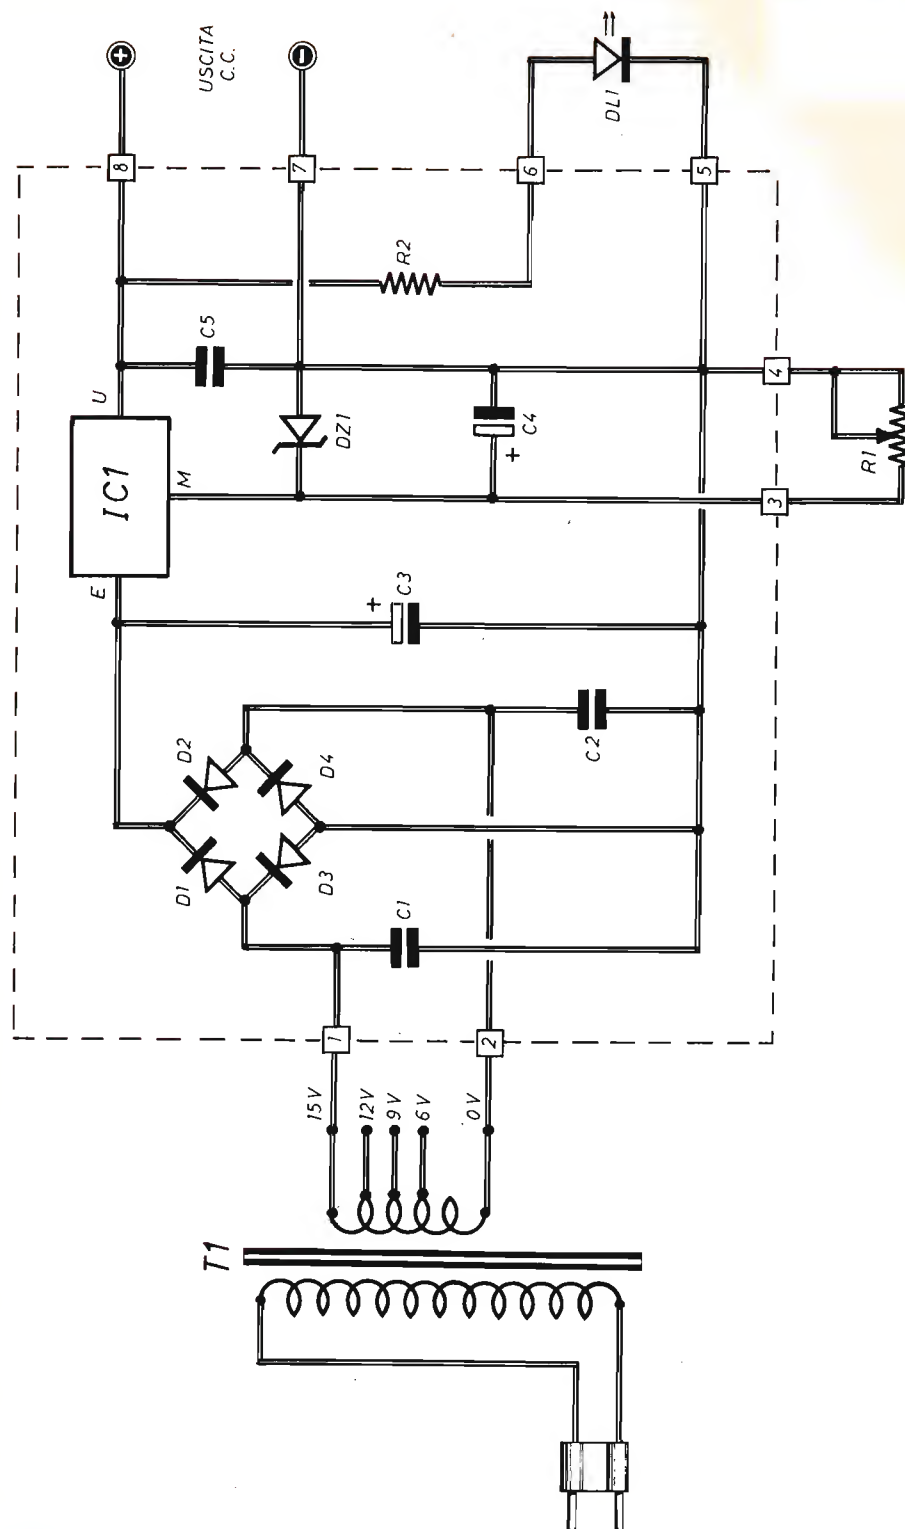 T1
15V
12V
9V
6V
0V
1
2
C1
D1
D2
D3
D4
C2
+
C3
E
IC1
U
M
DZ1
+
C4
C5
R2
3
4
R1
8
7
6
5
DL1
+
−
USCITA
C.C.